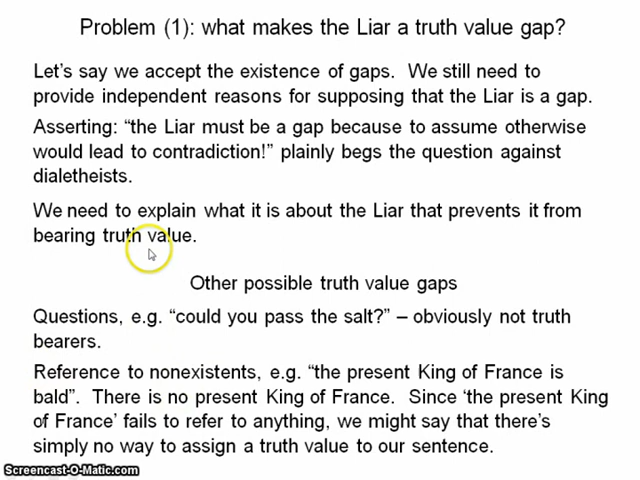 Problem (1): what makes the Liar a truth value gap?
Let's say we accept the existence of gaps.  We still need to
provide independent reasons for supposing that the Liar is a gap.
Asserting: “the Liar must be a gap because to assume otherwise
would lead to contradiction!” plainly begs the question against
dialetheists.
We need to explain what it is about the Liar that prevents it from
bearing truth value.
Other possible truth value gaps
Questions, e.g. “could you pass the salt?” – obviously not truth
bearers.
Reference to nonexistents, e.g. “the present King of France is
bald”.  There is no present King of France.  Since ‘the present King
of France’ fails to refer to anything, we might say that there’s
simply no way to assign a truth value to our sentence.
Screencast-O-Matic.com